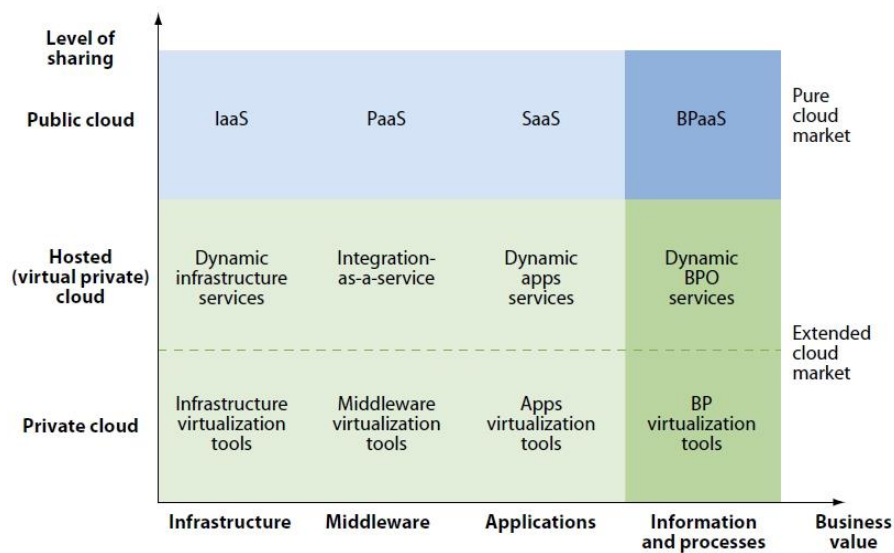 Level of
sharing
Public cloud
IaaS
PaaS
SaaS
BPaaS
Pure
cloud
market
Hosted
(virtual private)
cloud
Dynamic
infrastructure
services
Integration-
as-a-service
Dynamic
apps
services
Dynamic
BPO
services
Extended
cloud
market
Private cloud
Infrastructure
virtualization
tools
Middleware
virtualization
tools
Apps
virtualization
tools
BP
virtualization
tools
Infrastructure
Middleware
Applications
Information
and processes
Business
value